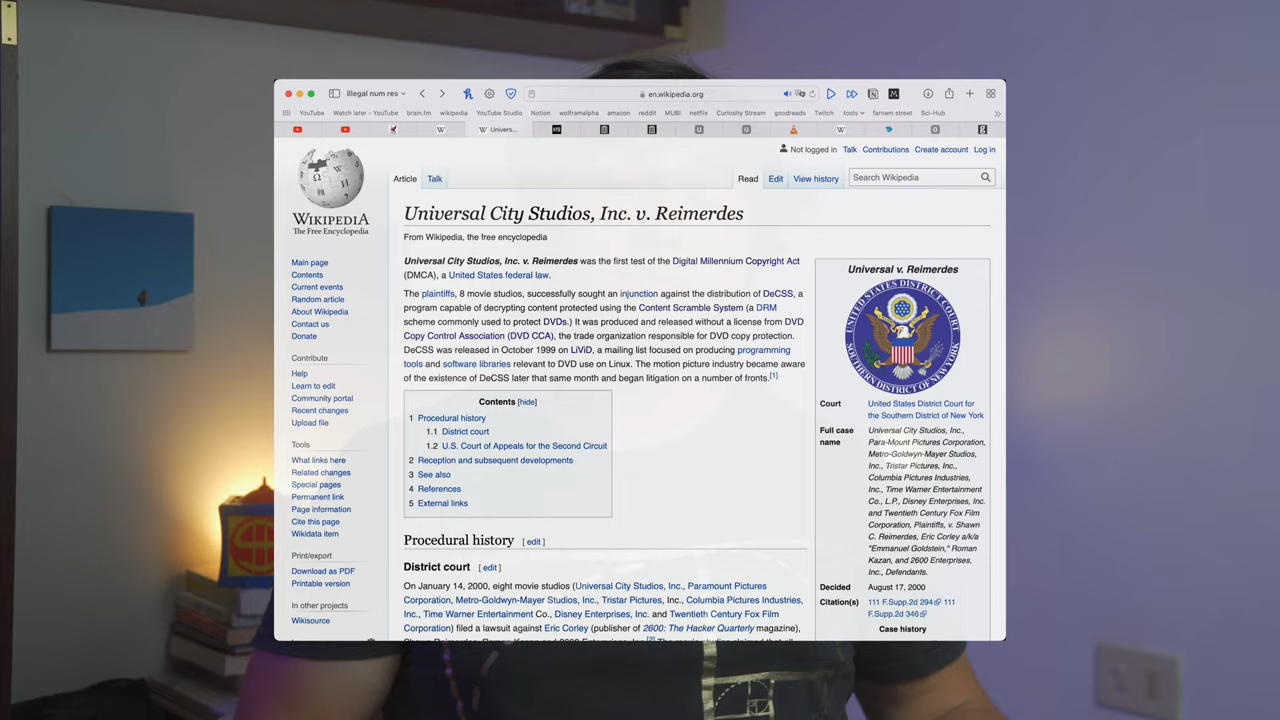 illegal num res
en.wikipedia.org
YouTube Watch later - YouTube brain.fm wikipedia YouTube Studio Notion wolframalpha amazon reddit MUBI netflix Curiosity Stream goodreads Twitch tools farnam street Sci-Hub
W Univers...
Not logged in Talk Contributions Create account Log in
Article Talk Read Edit View history Search Wikipedia
WIKIPEDIA
The Free Encyclopedia
Main page
Contents
Current events
Random article
About Wikipedia
Contact us
Donate
Contribute
Help
Learn to edit
Community portal
Recent changes
Upload file
Tools
What links here
Related changes
Special pages
Permanent link
Page information
Cite this page
Wikidata item
Print/export
Download as PDF
Printable version
In other projects
Wikisource
Universal City Studios, Inc. v. Reimerdes
From Wikipedia, the free encyclopedia
Universal City Studios, Inc. v. Reimerdes was the first test of the Digital Millennium Copyright Act
(DMCA), a United States federal law.
The plaintiffs, 8 movie studios, successfully sought an injunction against the distribution of DeCSS, a
program capable of decrypting content protected using the Content Scramble System (a DRM
scheme commonly used to protect DVDs.) It was produced and released without a license from DVD
Copy Control Association (DVD CCA), the trade organization responsible for DVD copy protection.
DeCSS was released in October 1999 on LiViD, a mailing list focused on producing programming
tools and software libraries relevant to DVD use on Linux. The motion picture industry became aware
of the existence of DeCSS later that same month and began litigation on a number of fronts.[1]
Contents [hide]
1 Procedural history
1.1 District court
1.2 U.S. Court of Appeals for the Second Circuit
2 Reception and subsequent developments
3 See also
4 References
5 External links
Procedural history [ edit ]
District court [ edit ]
On January 14, 2000, eight movie studios (Universal City Studios, Inc., Paramount Pictures
Corporation, Metro-Goldwyn-Mayer Studios, Inc., Tristar Pictures, Inc., Columbia Pictures Industries,
Inc., Time Warner Entertainment Co., Disney Enterprises, Inc. and Twentieth Century Fox Film
Corporation) filed a lawsuit against Eric Corley (publisher of 2600: The Hacker Quarterly magazine),
Universal v. Reimerdes
UNITED STATES DISTRICT COURT
SOUTHERN DISTRICT OF NEW YORK
Court United States District Court for
the Southern District of New York
Full case name Universal City Studios, Inc.,
Para-Mount Pictures Corporation,
Metro-Goldwyn-Mayer Studios,
Inc., Tristar Pictures, Inc.,
Columbia Pictures Industries,
Inc., Time Warner Entertainment
Co., L.P., Disney Enterprises, Inc.
and Twentieth Century Fox Film
Corporation, Plaintiffs, v. Shawn
C. Reimerdes, Eric Corley a/k/a
"Emmanuel Goldstein," Roman
Kazan, and 2600 Enterprises,
Inc., Defendants.
Decided August 17, 2000
Citation(s) 111 F.Supp.2d 294 111
F.Supp.2d 346
Case history